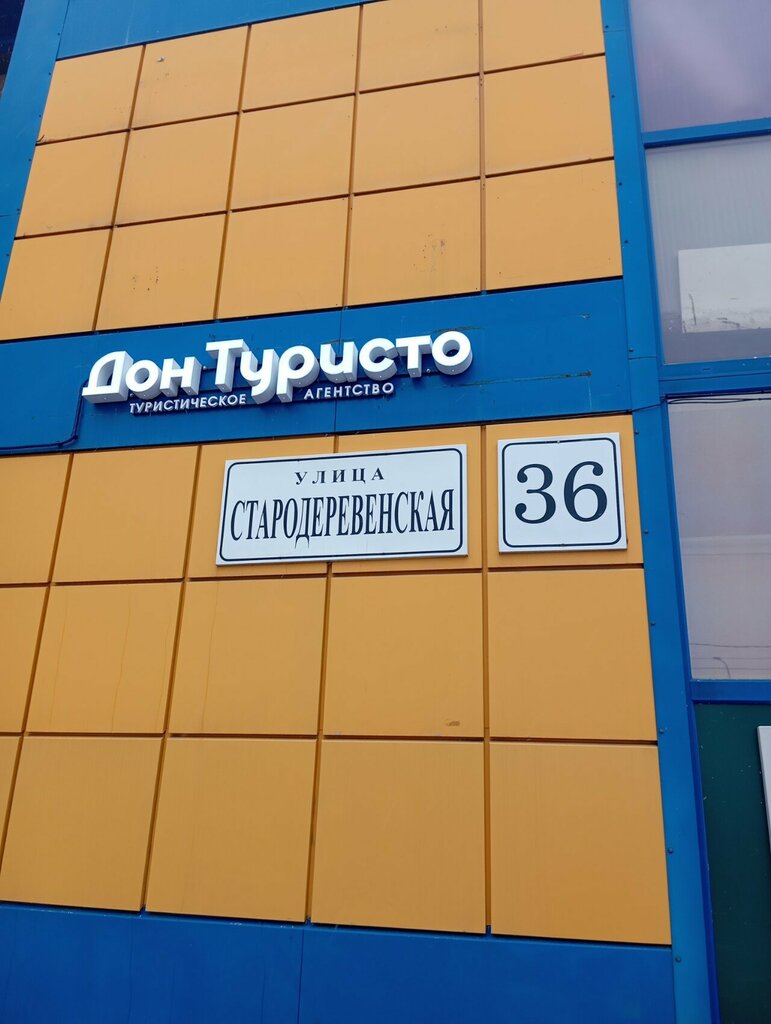 Дон Туристо
ТУРИСТИЧЕСКОЕ АГЕНТСТВО
УЛИЦА
СТАРОДЕРЕВЕНСКАЯ
36